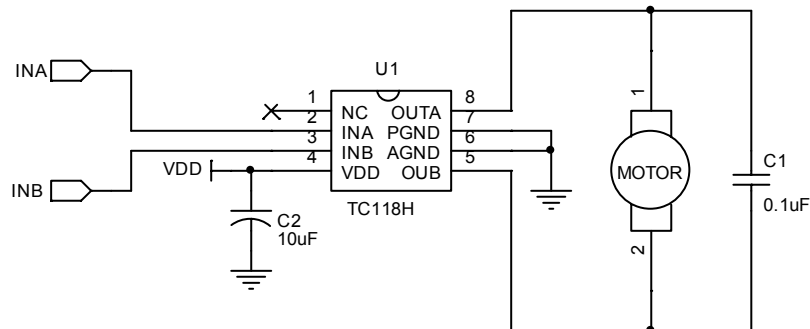 U1
INA
INB
1
2
3
4
NC
INA
INB
VDD
OUTA
PGND
AGND
OUB
8
7
6
5
VDD
TC118H
C2
10uF
1
MOTOR
2
C1
0.1uF